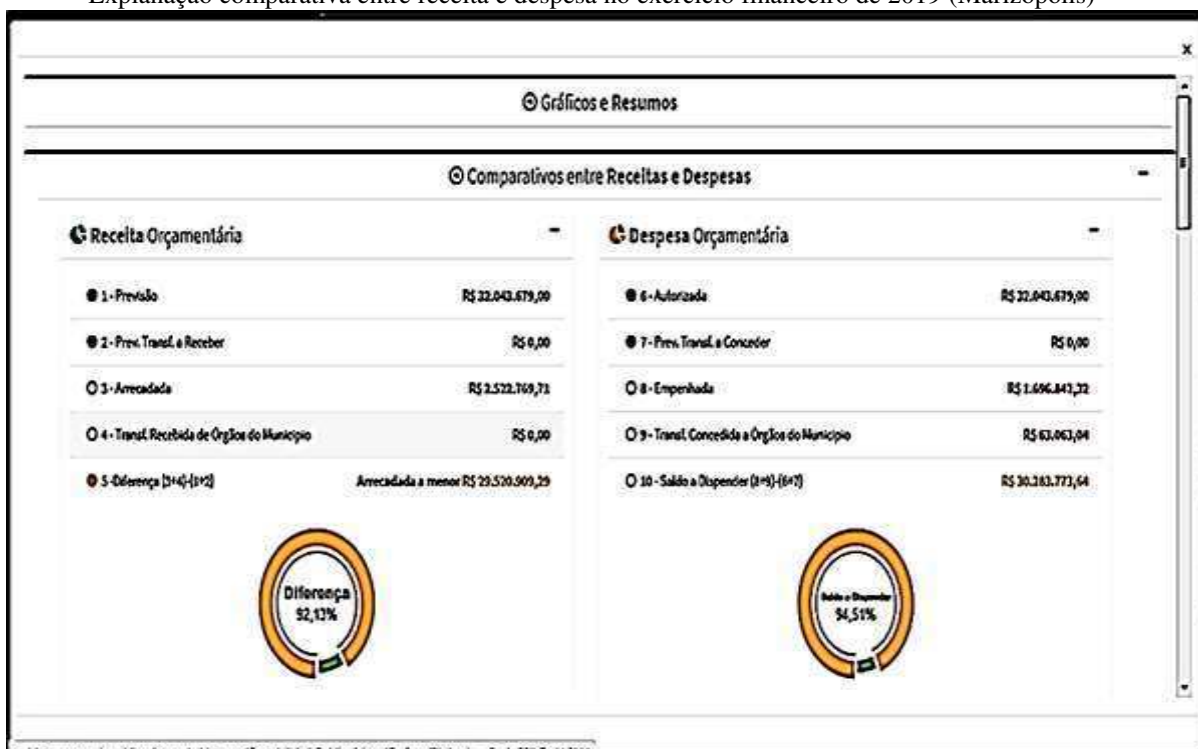 Explanação comparativa entre receita e despesa no exercício financeiro de 2019 (Marizópolis)
x
Gráficos e Resumos
Comparativos entre Receitas e Despesas -
Receita Orçamentária -
1 - Previsão R$ 32.043.679,00
2 - Prev. Transf. a Receber R$ 0,00
3 - Arrecadada R$ 2.522.769,71
4 - Transf. Recebida de Órgãos do Município R$ 0,00
5 - Diferença (3+4)-(1+2) Arrecadada a menor R$ 29.520.909,29
Diferença
92,13%
Despesa Orçamentária -
6 - Autorizada R$ 32.043.679,00
7 - Prev. Transf. a Conceder R$ 0,00
8 - Empenhada R$ 1.696.842,32
9 - Transf. Concedida a Órgãos do Município R$ 63.063,04
10 - Saldo a Dispender (8+9)-(6+7) R$ 30.283.773,64
Saldo a Dispender
94,51%